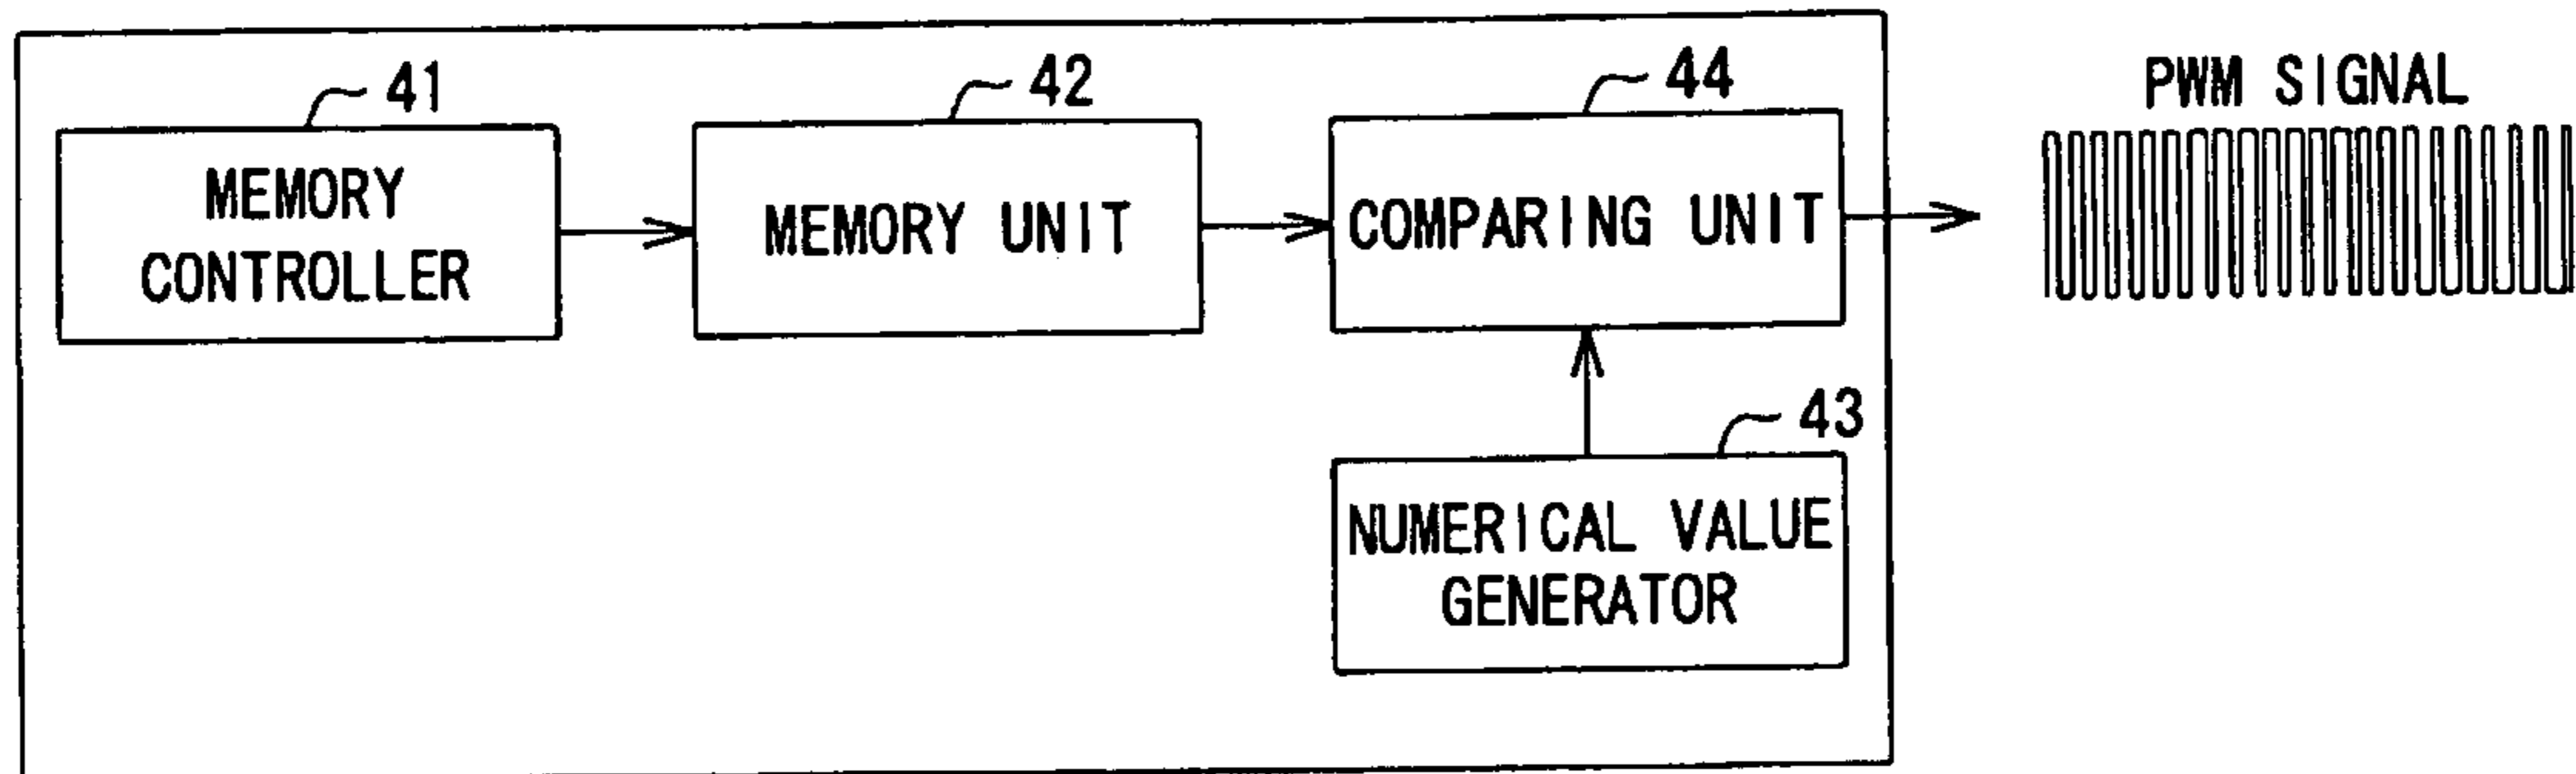 41
MEMORY
CONTROLLER
42
MEMORY UNIT
44
COMPARING UNIT
PWM SIGNAL
43
NUMERICAL VALUE
GENERATOR